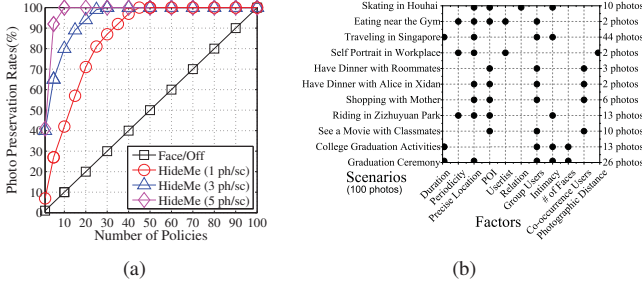 Photo Preservation Rates(%)
100
90
80
70
60
50
40
30
20
10
0
10 20 30 40 50 60 70 80 90 100
Number of Policies
Face/Off
HideMe (1 ph/sc)
HideMe (3 ph/sc)
HideMe (5 ph/sc)
(a)
Skating in Houhai 10 photos
Eating near the Gym 2 photos
Traveling in Singapore 44 photos
Self Portrait in Workplace 2 photos
Have Dinner with Roommates 3 photos
Have Dinner with Alice in Xidan 2 photos
Shopping with Mother 6 photos
Riding in Zizhuyuan Park 13 photos
See a Movie with Classmates 10 photos
College Graduation Activities 13 photos
Graduation Ceremony 26 photos
Scenarios
(100 photos)
Duration
Periodicity
Precise Location
POI
Userlist
Relation
Group Users
Intimacy
# of Faces
Co-occurrence Users
Photographic Distance
Factors
(b)